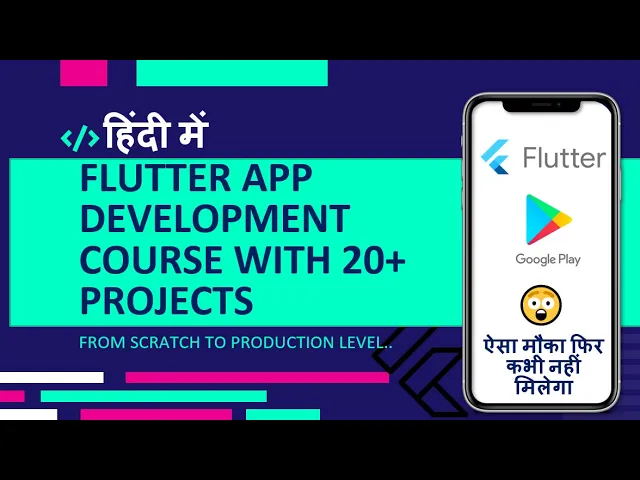 </> हिंदी में
FLUTTER APP
DEVELOPMENT
COURSE WITH 20+
PROJECTS
FROM SCRATCH TO PRODUCTION LEVEL..
Flutter
Google Play
ऐसा मौका फिर
कभी नहीं
मिलेगा